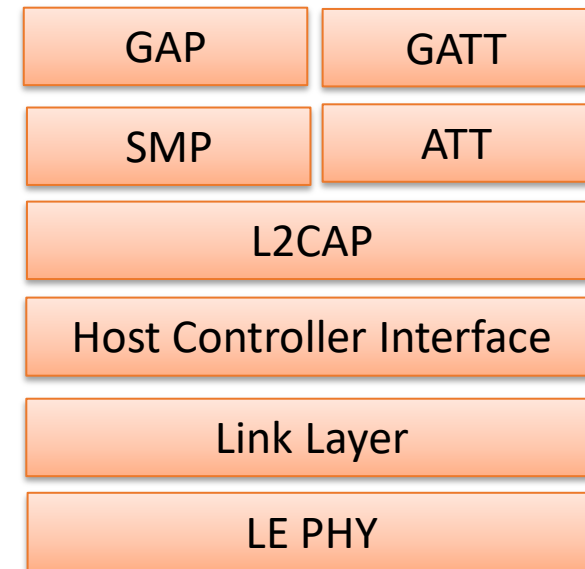 GAP
GATT
SMP
ATT
L2CAP
Host Controller Interface
Link Layer
LE PHY